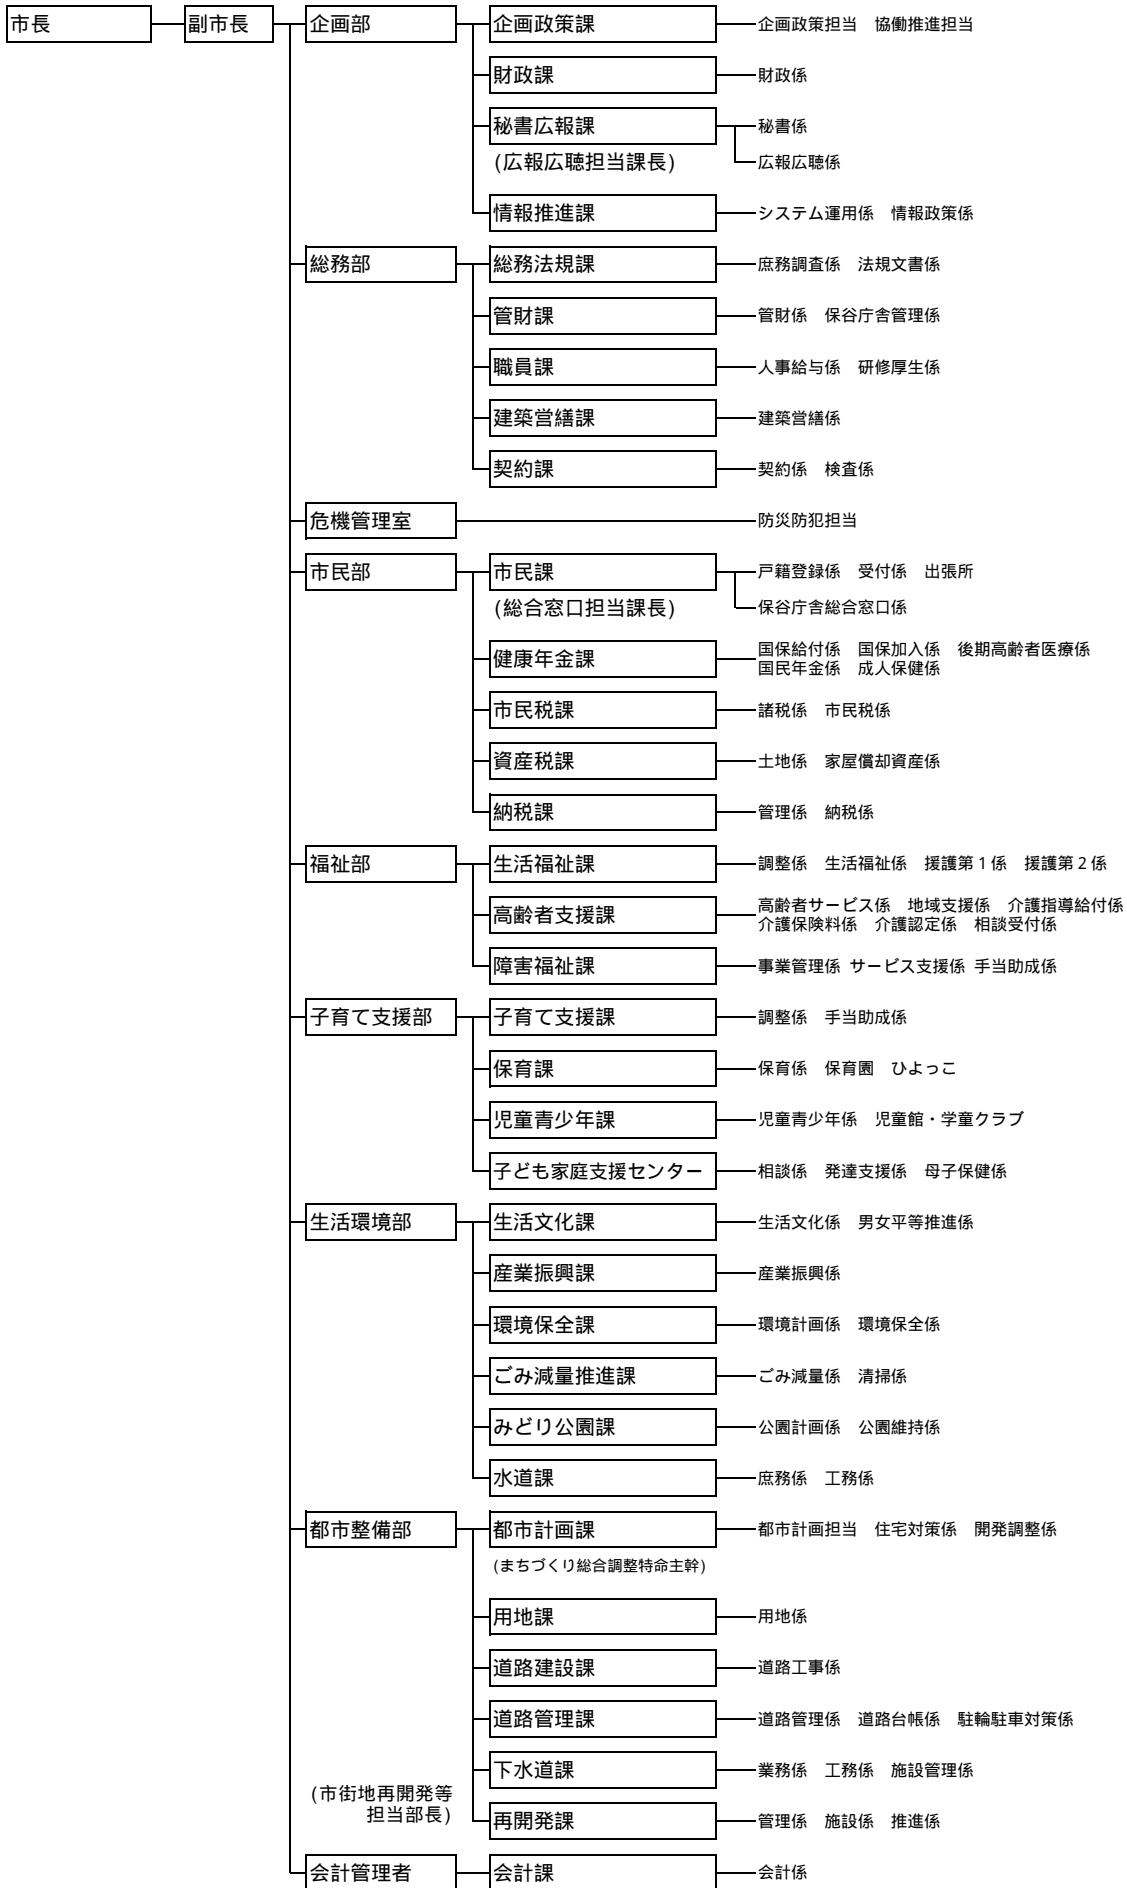 市長 副市長 企画部 企画政策課 企画政策担当 協働推進担当
財政課 財政係
秘書広報課 秘書係
(広報広聴担当課長) 広報広聴係
情報推進課 システム運用係 情報政策係
総務部 総務法規課 庶務調査係 法規文書係
管財課 管財係 保谷庁舎管理係
職員課 人事給与係 研修厚生係
建築営繕課 建築営繕係
契約課 契約係 検査係
危機管理室 防災防犯担当
市民部 市民課 戸籍登録係 受付係 出張所
(総合窓口担当課長) 保谷庁舎総合窓口係
健康年金課 国保給付係 国保加入係 後期高齢者医療係
国民年金係 成人保健係
市民税課 諸税係 市民税係
資産税課 土地係 家屋償却資産係
納税課 管理係 納税係
福祉部 生活福祉課 調整係 生活福祉係 援護第1係 援護第2係
高齢者支援課 高齢者サービス係 地域支援係 介護指導給付係
介護保険料係 介護認定係 相談受付係
障害福祉課 事業管理係 サービス支援係 手当助成係
子育て支援部 子育て支援課 調整係 手当助成係
保育課 保育係 保育園 ひよっこ
児童青少年課 児童青少年係 児童館・学童クラブ
子ども家庭支援センター 相談係 発達支援係 母子保健係
生活環境部 生活文化課 生活文化係 男女平等推進係
産業振興課 産業振興係
環境保全課 環境計画係 環境保全係
ごみ減量推進課 ごみ減量係 清掃係
みどり公園課 公園計画係 公園維持係
水道課 庶務係 工務係
都市整備部 都市計画課 都市計画担当 住宅対策係 開発調整係
(まちづくり総合調整特命主幹)
用地課 用地係
道路建設課 道路工事係
道路管理課 道路管理係 道路台帳係 駐輪駐車対策係
下水道課 業務係 工務係 施設管理係
(市街地再開発等
担当部長) 再開発課 管理係 施設係 推進係
会計管理者 会計課 会計係